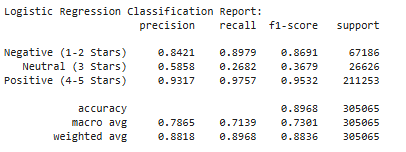 Logistic Regression Classification Report:
precision recall f1-score support
Negative (1-2 Stars) 0.8421 0.8979 0.8691 67186
Neutral (3 Stars) 0.5858 0.2682 0.3679 26626
Positive (4-5 Stars) 0.9317 0.9757 0.9532 211253
accuracy 0.8968 305065
macro avg 0.7865 0.7139 0.7301 305065
weighted avg 0.8818 0.8968 0.8836 305065